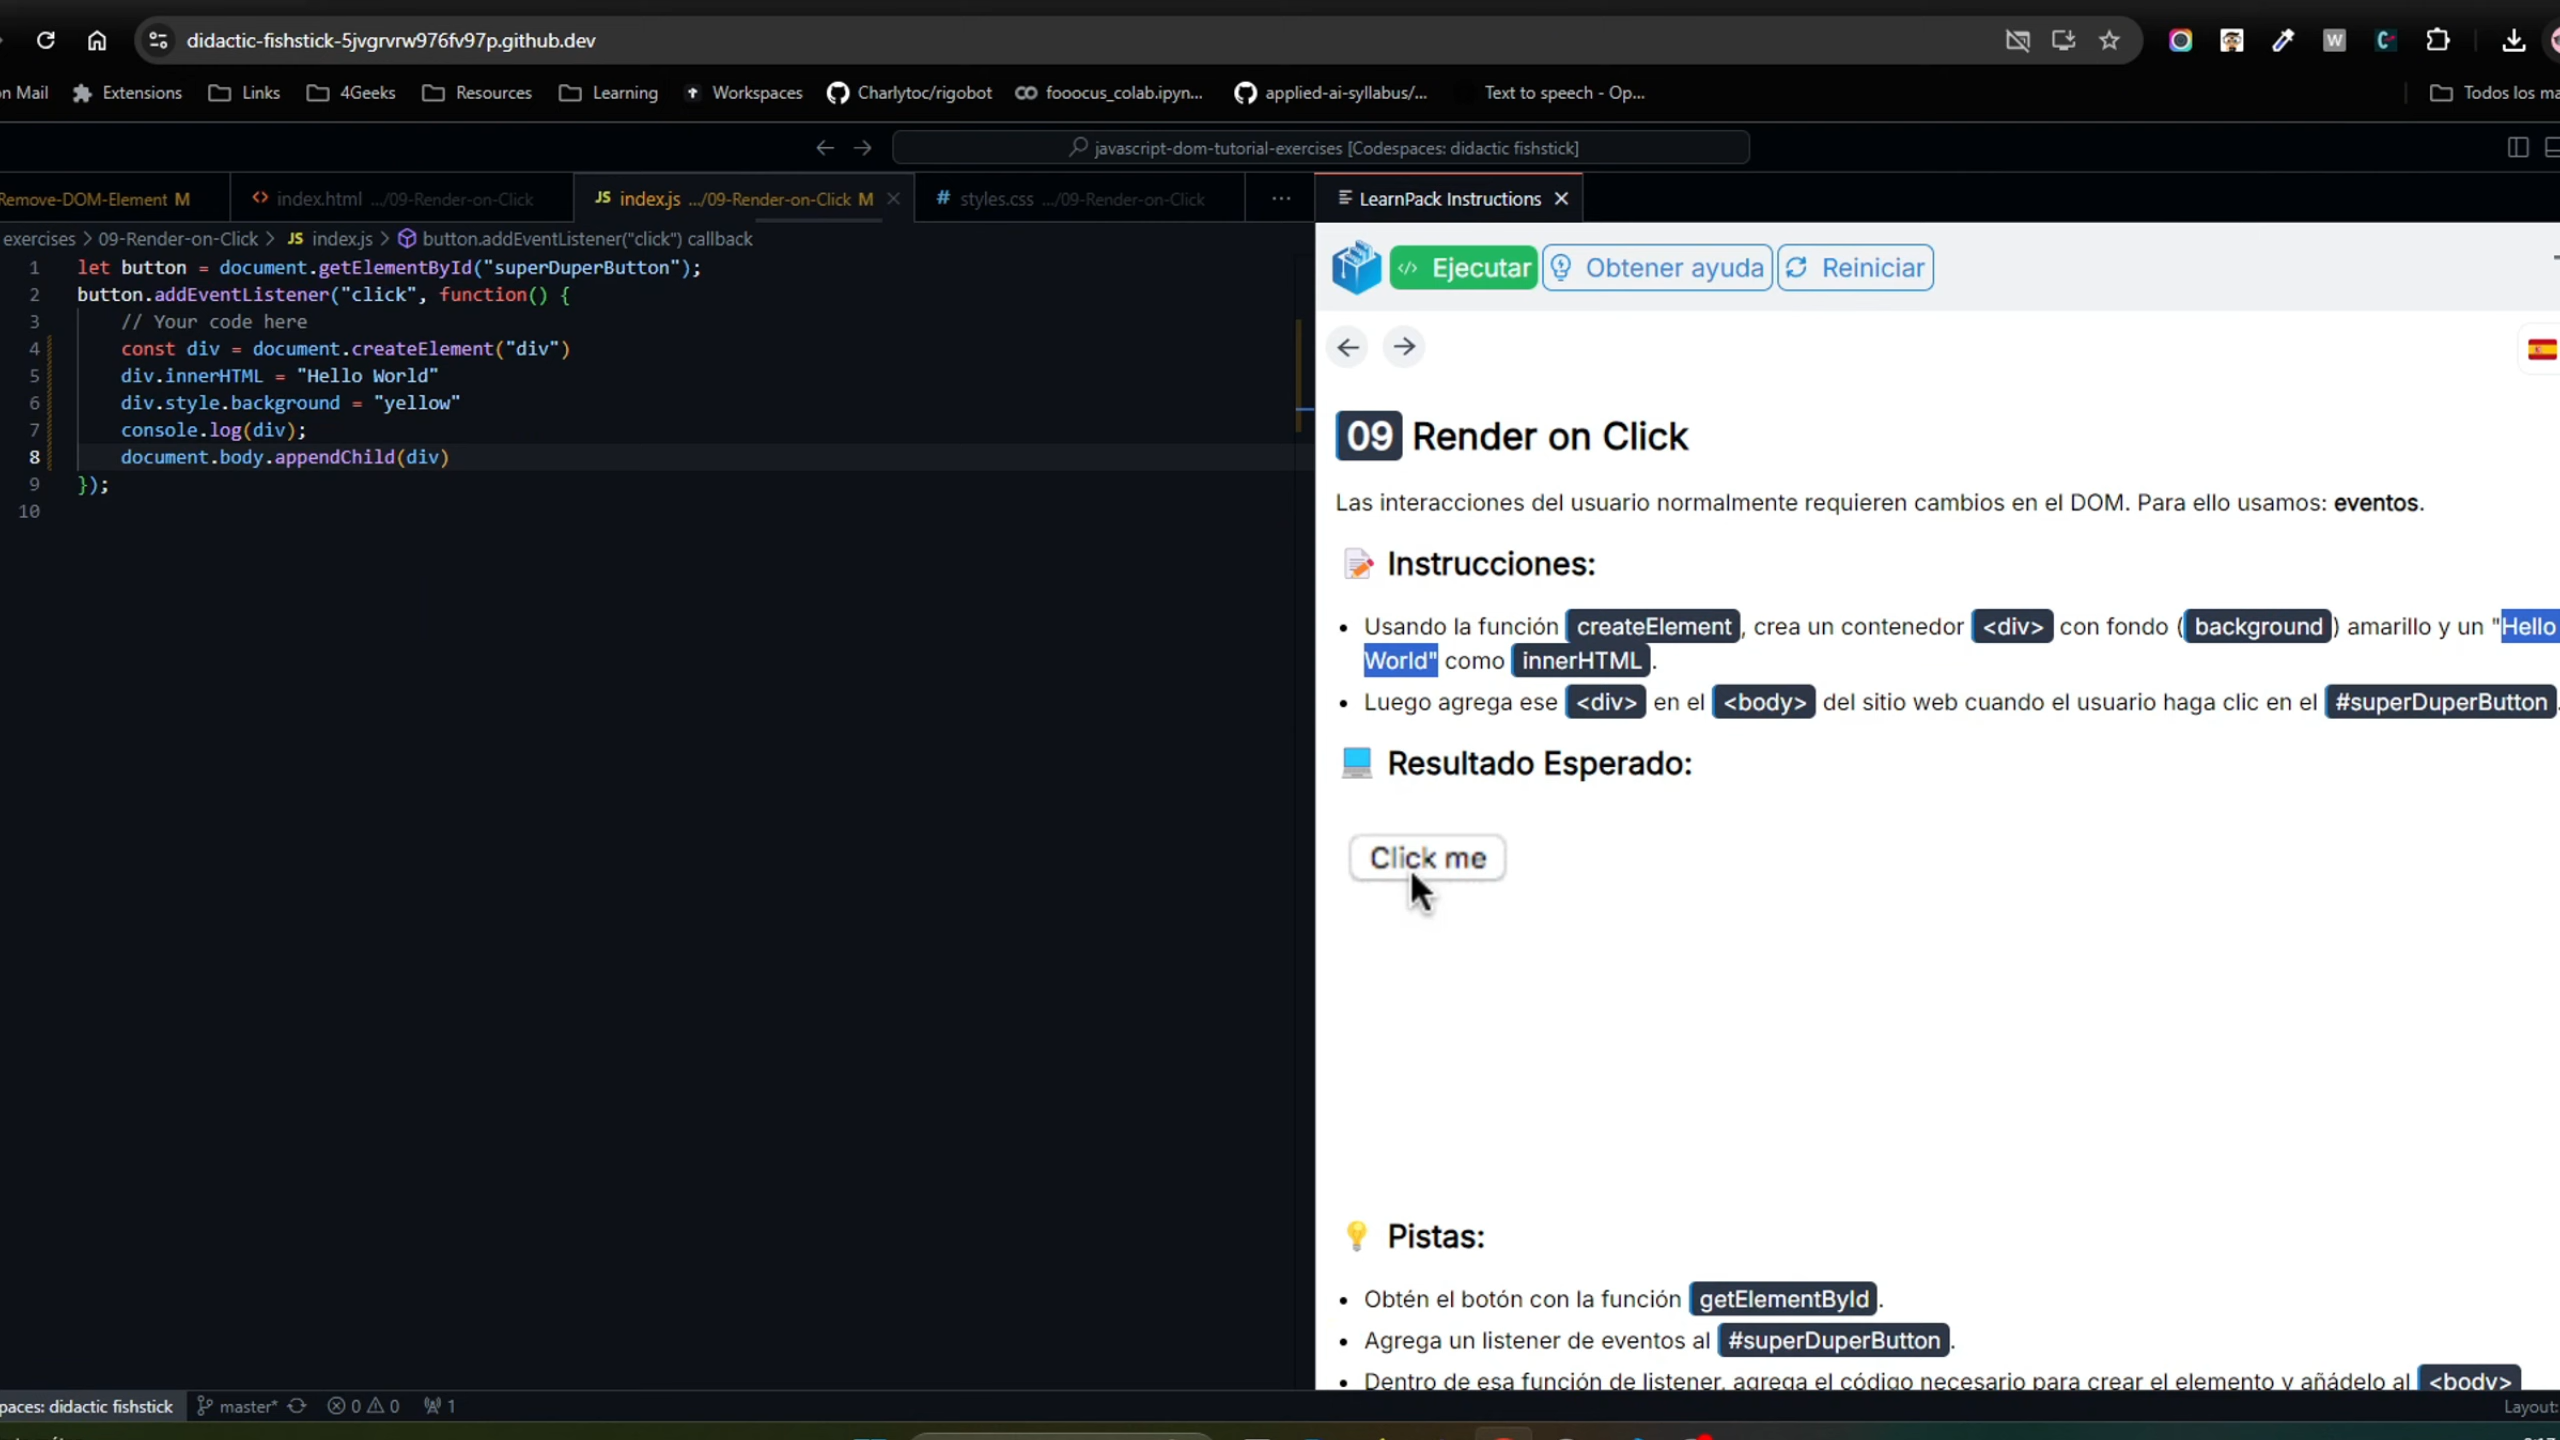 didactic-fishstick-5jvgrvrw976fv97p.github.dev
Mail Extensions Links 4Geeks Resources Learning Workspaces Charlytoc/rigobot fooocus_colab.ipyn... applied-ai-syllabus/... Text to speech - Op... Todos los
javascript-dom-tutorial-exercises [Codespaces: didactic fishstick]
Remove-DOM-Element M index.html .../09-Render-on-Click JS index.js .../09-Render-on-Click M # styles.css .../09-Render-on-Click ... LearnPack Instructions
exercises > 09-Render-on-Click > JS index.js > button.addEventListener("click") callback
1 let button = document.getElementById("superDuperButton");
2 button.addEventListener("click", function() {
3 // Your code here
4 const div = document.createElement("div")
5 div.innerHTML = "Hello World"
6 div.style.background = "yellow"
7 console.log(div);
8 document.body.appendChild(div)
9 });
10
</> Ejecutar Obtener ayuda Reiniciar
09 Render on Click
Las interacciones del usuario normalmente requieren cambios en el DOM. Para ello usamos: eventos.
Instrucciones:
• Usando la función createElement, crea un contenedor <div> con fondo (background) amarillo y un "Hello
World" como innerHTML.
• Luego agrega ese <div> en el <body> del sitio web cuando el usuario haga clic en el #superDuperButton.
Resultado Esperado:
Click me
Pistas:
• Obtén el botón con la función getElementById.
• Agrega un listener de eventos al #superDuperButton.
• Dentro de esa función de listener, agrega el código necesario para crear el elemento y añádelo al <body>
paces: didactic fishstick master* 0 0 1 Layout: